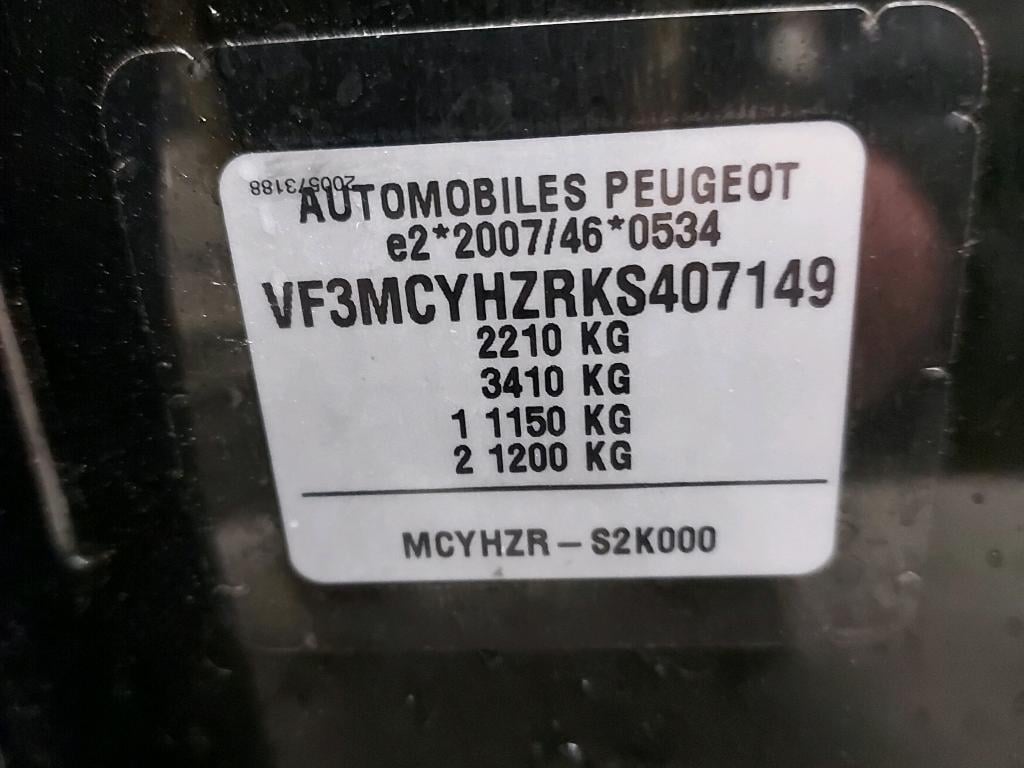 200573188
AUTOMOBILES PEUGEOT
e2*2007/46*0534
VF3MCYHZRKS407149
2210 KG
3410 KG
1 1150 KG
2 1200 KG
MCYHZR – S2K000